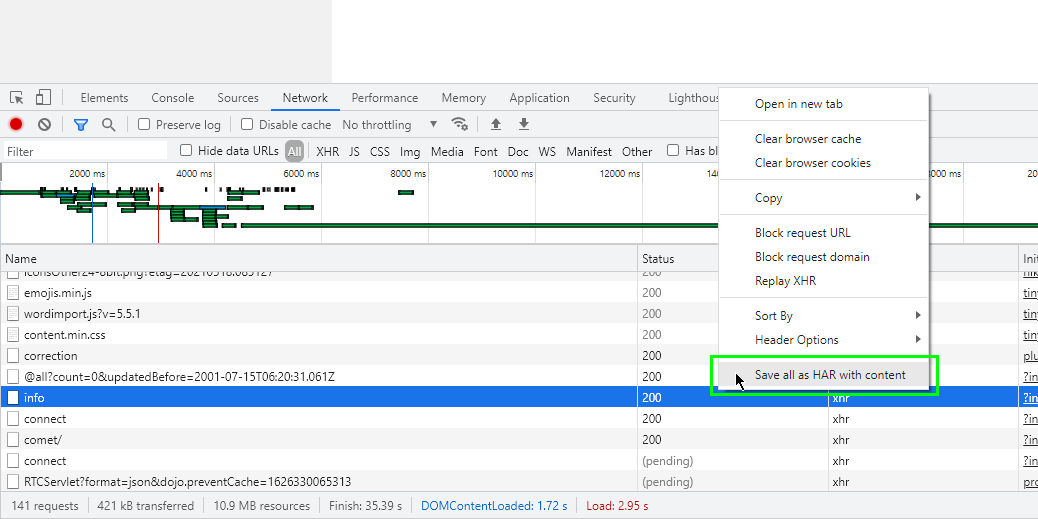 Elements Console Sources Network Performance Memory Application Security Lighthous
Preserve log Disable cache No throttling
Filter Hide data URLs All XHR JS CSS Img Media Font Doc WS Manifest Other Has bl
2000 ms 4000 ms 6000 ms 8000 ms 10000 ms 12000 ms 14000 ms 8000 ms 20
Name Status Init
iconsOther24-8bit.png?etag=20210518.083127 200
emojis.min.js 200 tiny
wordimport.js?v=5.5.1 200 tiny
content.min.css 200 tiny
correction 200 plu
@all?count=0&updatedBefore=2001-07-15T06:20:31.061Z 200 ?in
info 200 xhr ?in
connect 200 xhr ?in
comet/ 200 xhr ?in
connect (pending) xhr ?in
RTCServlet?format=json&dojo.preventCache=1626330065313 (pending) xhr pro
141 requests 421 kB transferred 10.9 MB resources Finish: 35.39 s DOMContentLoaded: 1.72 s Load: 2.95 s
Open in new tab
Clear browser cache
Clear browser cookies
Copy
Block request URL
Block request domain
Replay XHR
Sort By
Header Options
Save all as HAR with content